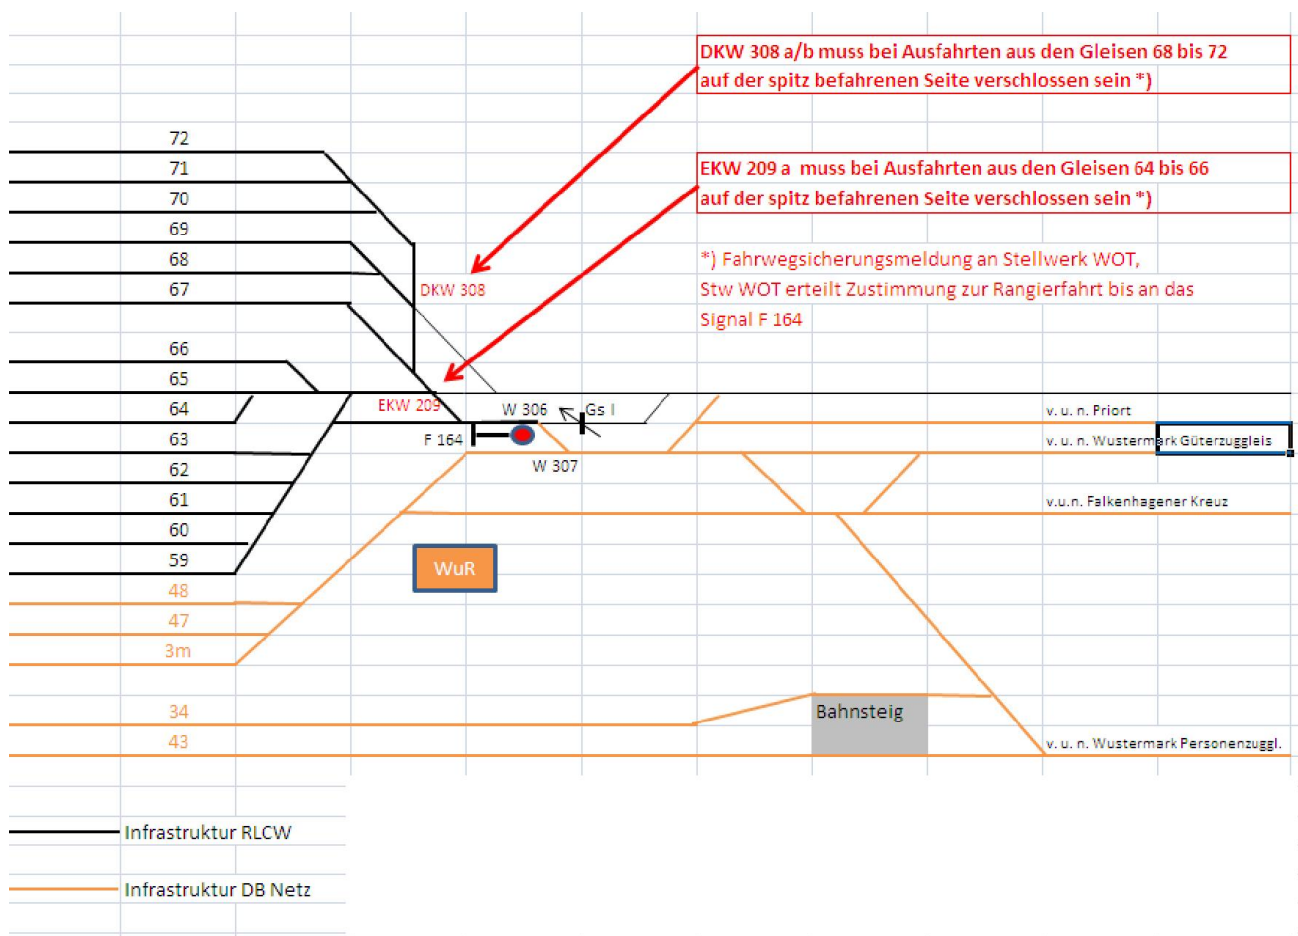 DKW 308 a/b muss bei Ausfahrten aus den Gleisen 68 bis 72
auf der spitz befahrenen Seite verschlossen sein *)
72
71
EKW 209 a muss bei Ausfahrten aus den Gleisen 64 bis 66
auf der spitz befahrenen Seite verschlossen sein *)
70
69
68
*) Fahrwegsicherungsmeldung an Stellwerk WOT,
67
DKW 308
Stw WOT erteilt Zustimmung zur Rangierfahrt bis an das
Signal F 164
66
65
64
EKW 209
W 306
Gs I
v. u. n. Priort
63
F 164
v. u. n. Wustermark Güterzuggleis
62
W 307
61
v.u.n. Falkenhagener Kreuz
60
59
WuR
48
47
3m
34
Bahnsteig
43
v. u. n. Wustermark Personenzuggl.
Infrastruktur RLCW
Infrastruktur DB Netz